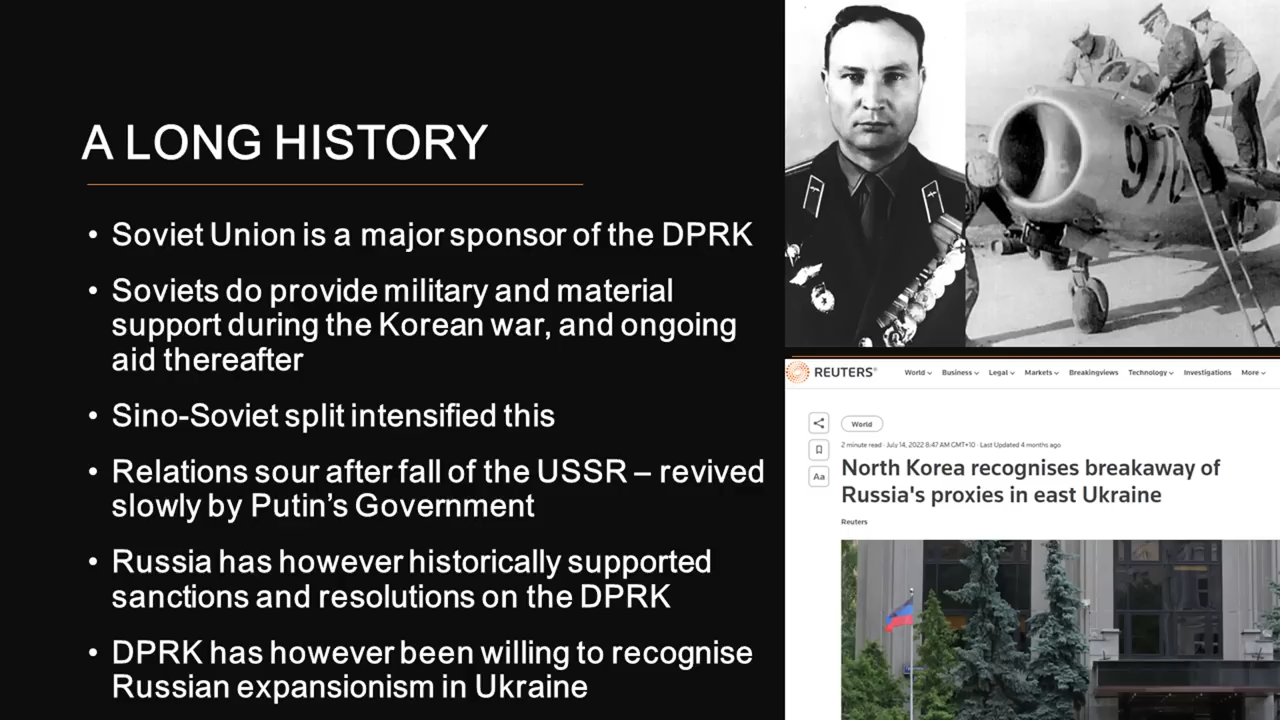 A LONG HISTORY
• Soviet Union is a major sponsor of the DPRK
• Soviets do provide military and material
support during the Korean war, and ongoing
aid thereafter
• Sino-Soviet split intensified this
• Relations sour after fall of the USSR – revived
slowly by Putin's Government
• Russia has however historically supported
sanctions and resolutions on the DPRK
• DPRK has however been willing to recognise
Russian expansionism in Ukraine
976
REUTERS® World Business Legal Markets Breakingviews Technology Investigations More
World
2 minute read · July 14, 2022 8:47 AM GMT+10 · Last Updated 4 months ago
Aa
North Korea recognises breakaway of
Russia's proxies in east Ukraine
Reuters